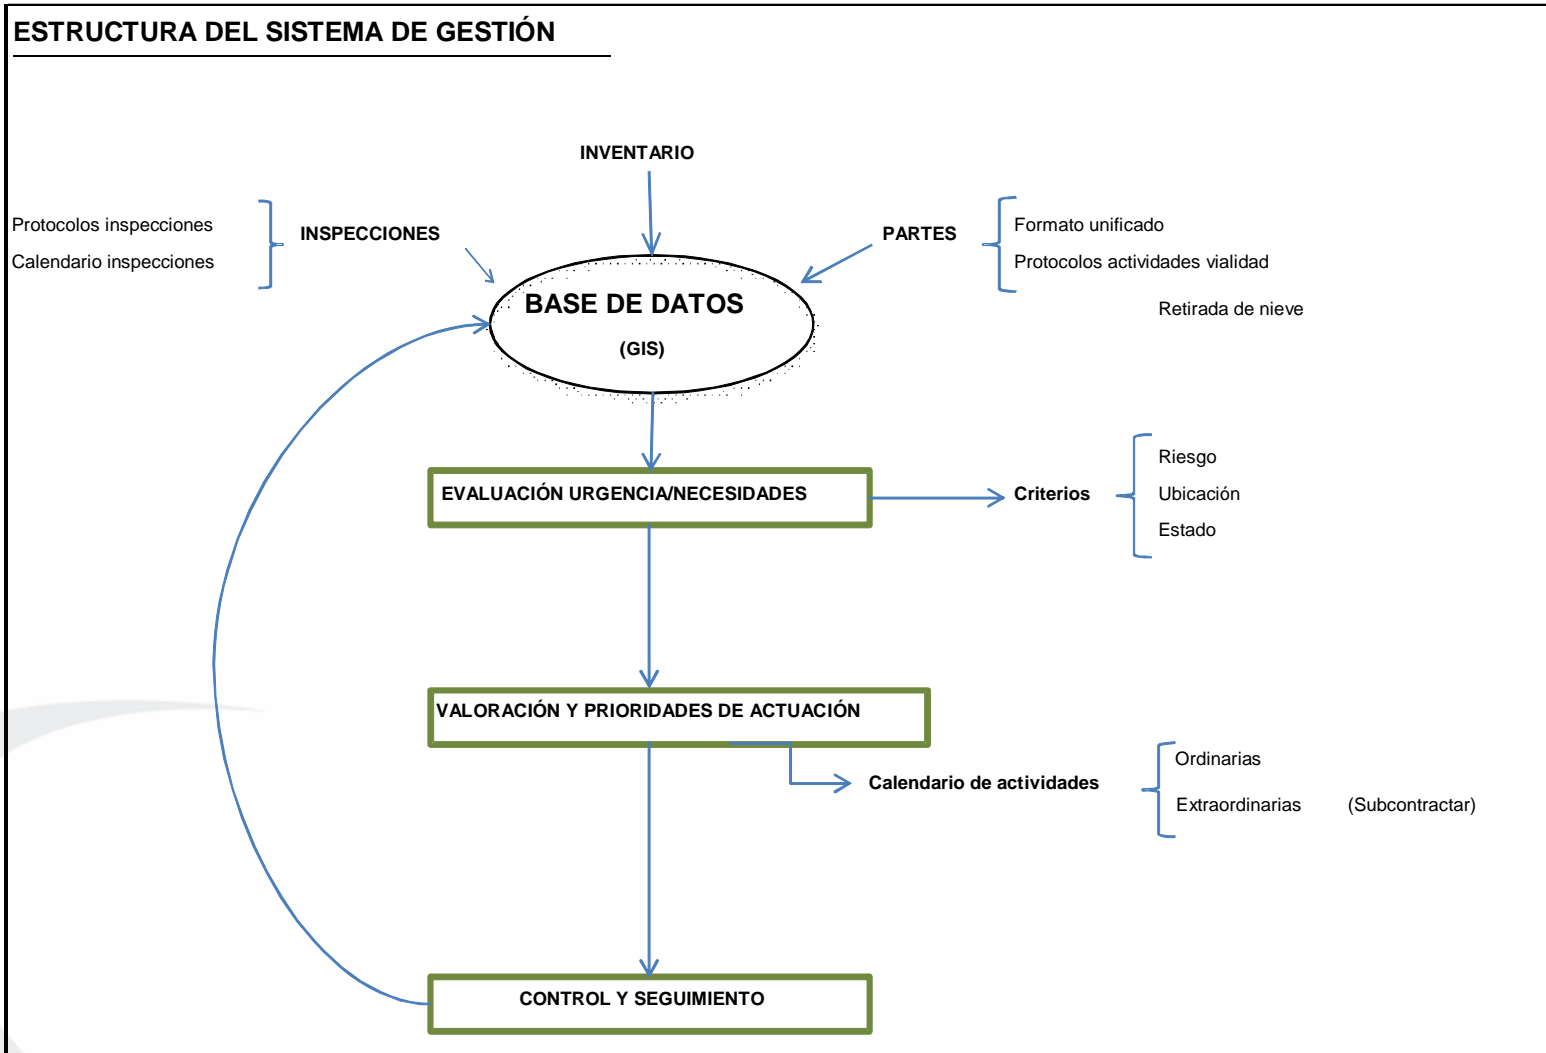 ESTRUCTURA DEL SISTEMA DE GESTIÓN
INVENTARIO
Protocolos inspecciones
Calendario inspecciones
INSPECCIONES
PARTES
Formato unificado
Protocolos actividades vialidad
Retirada de nieve
BASE DE DATOS
(GIS)
EVALUACIÓN URGENCIA/NECESIDADES
Criterios
Riesgo
Ubicación
Estado
VALORACIÓN Y PRIORIDADES DE ACTUACIÓN
Calendario de actividades
Ordinarias
Extraordinarias (Subcontractar)
CONTROL Y SEGUIMIENTO